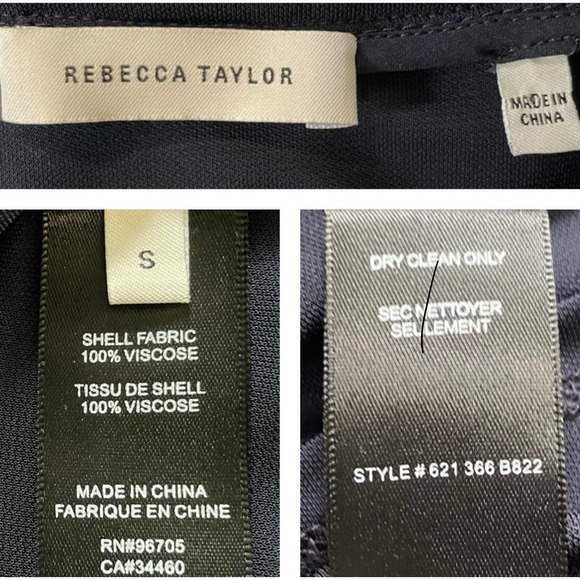 REBECCA TAYLOR
MADE IN
CHINA
S
SHELL FABRIC
100% VISCOSE
TISSU DE SHELL
100% VISCOSE
MADE IN CHINA
FABRIQUE EN CHINE
RN#96705
CA#34460
DRY CLEAN ONLY
SEC NETTOYER
SEULEMENT
STYLE # 621 366 B822